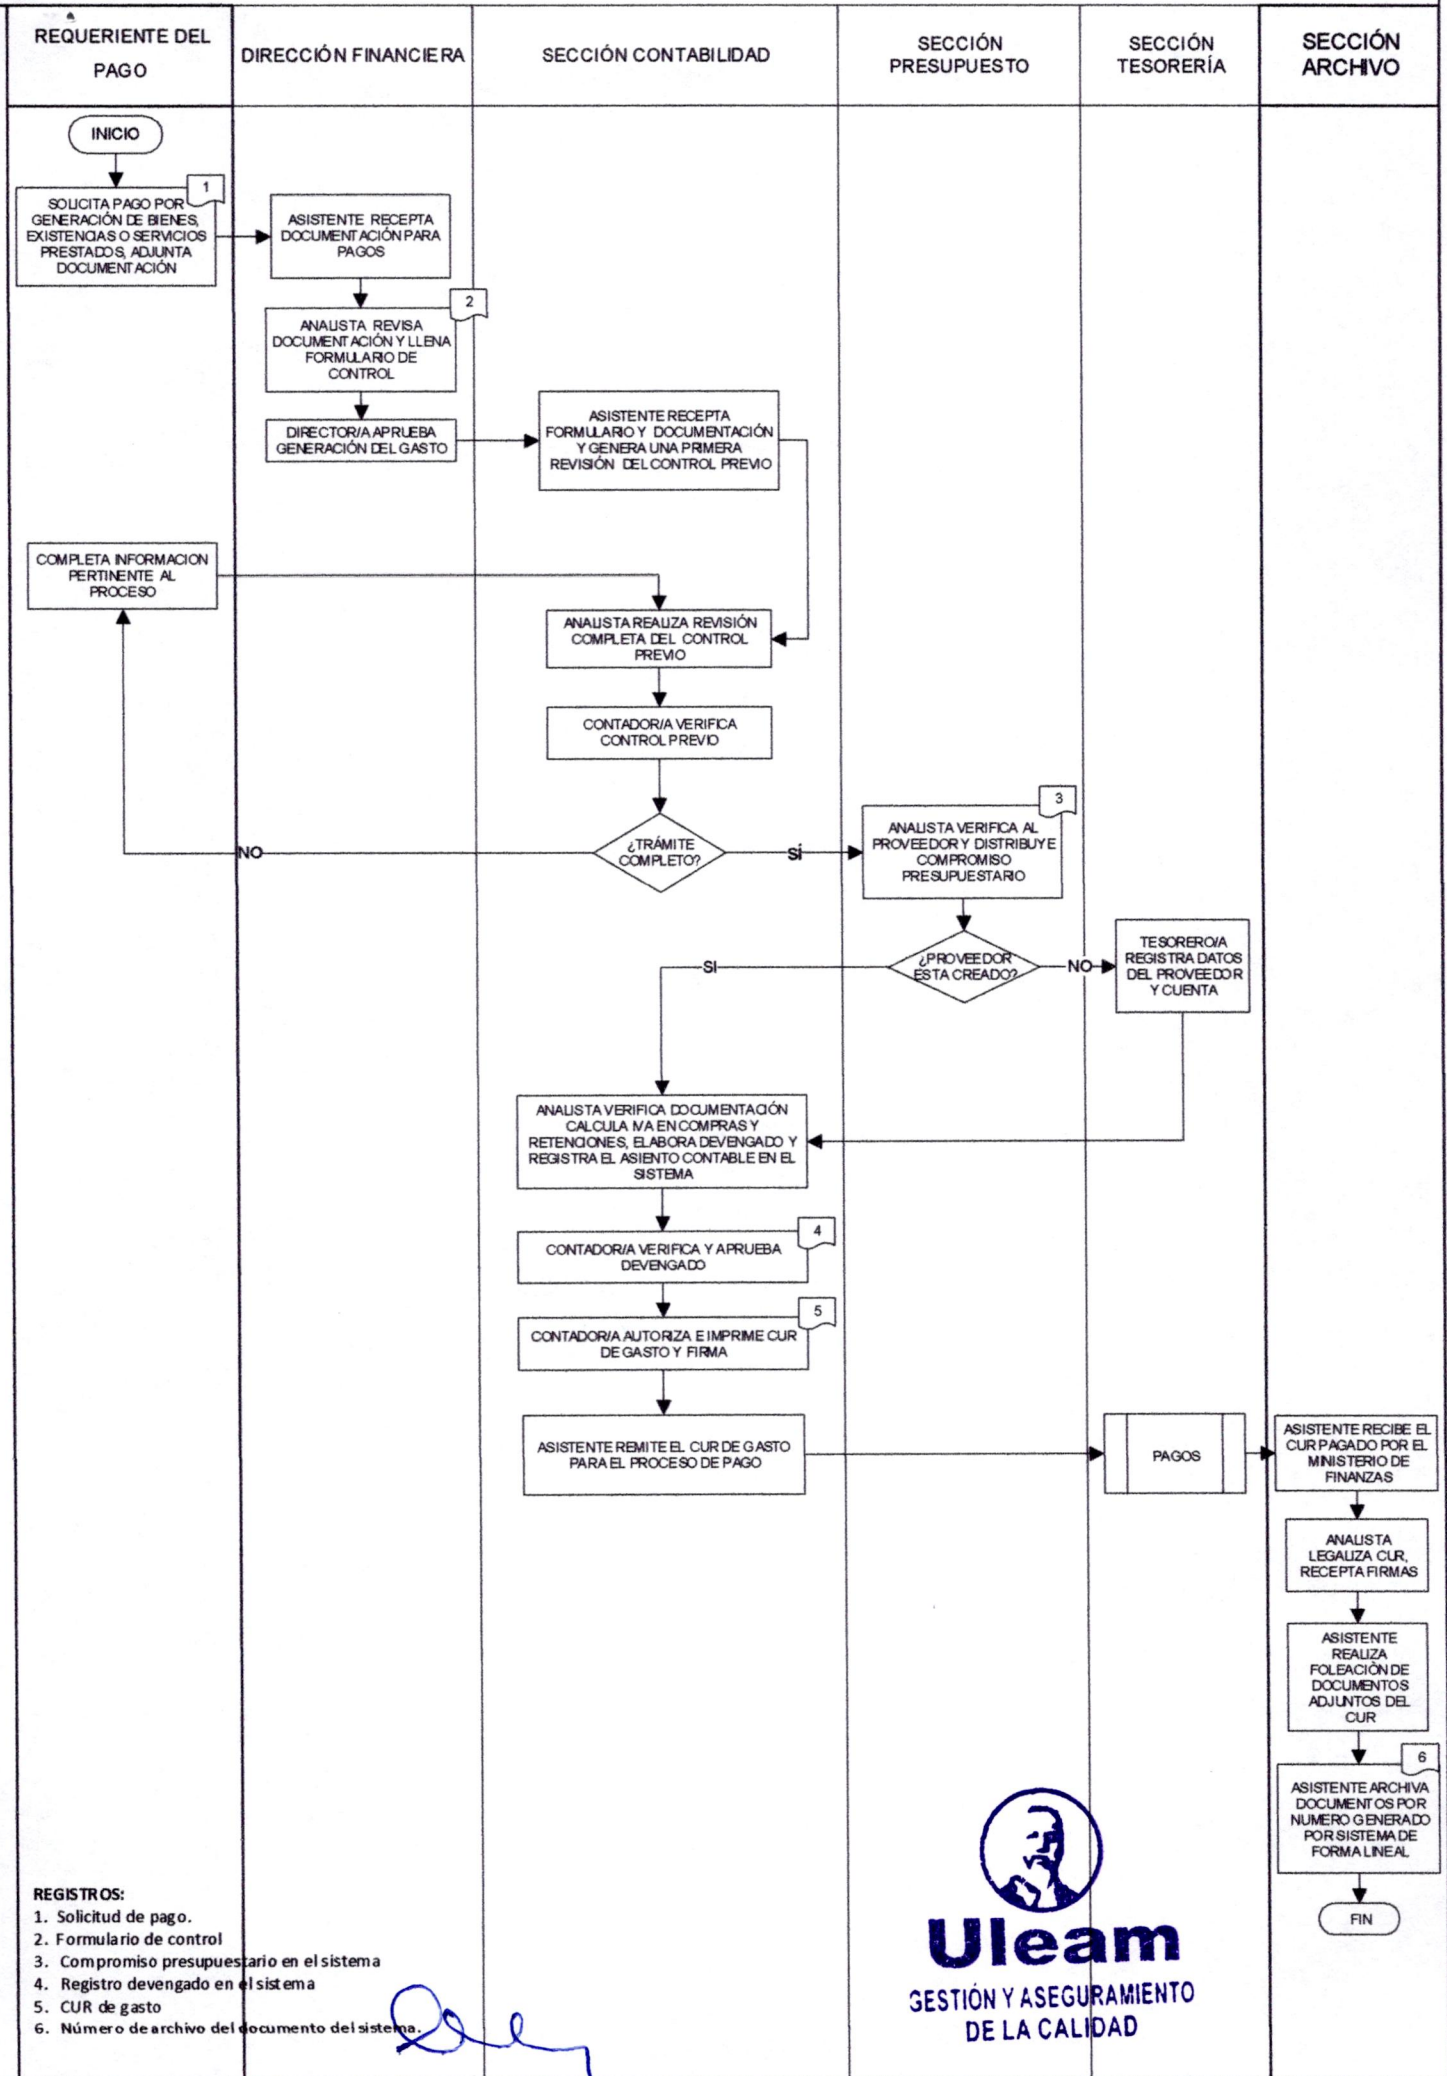 REQUERIENTE DEL
PAGO
DIRECCIÓN FINANCIERA
SECCIÓN CONTABILIDAD
SECCIÓN
PRESUPUESTO
SECCIÓN
TESORERÍA
SECCIÓN
ARCHIVO
INICIO
1
SOLICITA PAGO POR
GENERACIÓN DE BIENES,
EXISTENCIAS O SERVICIOS
PRESTADOS, ADJUNTA
DOCUMENTACIÓN
ASISTENTE RECEPTA
DOCUMENTACIÓN PARA
PAGOS
2
ANALISTA REVISA
DOCUMENTACIÓN Y LLENA
FORMULARIO DE
CONTROL
DIRECTOR/A APRUEBA
GENERACIÓN DEL GASTO
ASISTENTE RECEPTA
FORMULARIO Y DOCUMENTACIÓN
Y GENERA UNA PRIMERA
REVISIÓN DEL CONTROL PREVIO
COMPLETA INFORMACION
PERTINENTE AL
PROCESO
ANALISTA REALIZA REVISIÓN
COMPLETA DEL CONTROL
PREVIO
CONTADOR/A VERIFICA
CONTROL PREVIO
¿TRÁMITE
COMPLETO?
NO
SÍ
3
ANALISTA VERIFICA AL
PROVEEDOR Y DISTRIBUYE
COMPROMISO
PRESUPUESTARIO
¿PROVEEDOR
ESTA CREADO?
SI
NO
TESORERO/A
REGISTRA DATOS
DEL PROVEEDOR
Y CUENTA
ANALISTA VERIFICA DOCUMENTACIÓN
CALCULA IVA EN COMPRAS Y
RETENCIONES, ELABORA DEVENGADO Y
REGISTRA EL ASIENTO CONTABLE EN EL
SISTEMA
4
CONTADOR/A VERIFICA Y APRUEBA
DEVENGADO
5
CONTADOR/A AUTORIZA E IMPRIME CUR
DE GASTO Y FIRMA
ASISTENTE REMITE EL CUR DE GASTO
PARA EL PROCESO DE PAGO
PAGOS
ASISTENTE RECIBE EL
CUR PAGADO POR EL
MINISTERIO DE
FINANZAS
ANALISTA
LEGALIZA CUR,
RECEPTA FIRMAS
ASISTENTE
REALIZA
FOLEACIÒN DE
DOCUMENTOS
ADJUNTOS DEL
CUR
6
ASISTENTE ARCHIVA
DOCUMENTOS POR
NUMERO GENERADO
POR SISTEMA DE
FORMA LINEAL
FIN
REGISTROS:
1. Solicitud de pago.
2. Formulario de control
3. Compromiso presupuestario en el sistema
4. Registro devengado en el sistema
5. CUR de gasto
6. Número de archivo del documento del sistema.
Uleam
GESTIÓN Y ASEGURAMIENTO
DE LA CALIDAD